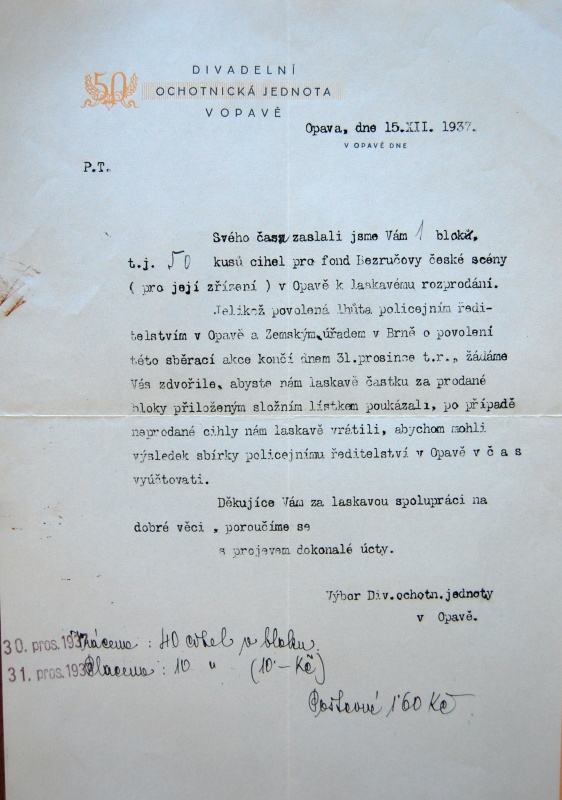 DIVADELNÍ
50 OCHOTNICKÁ JEDNOTA
V OPAVĚ
Opava, dne 15.XII. 1937.
V OPAVĚ DNE
P.T.
Svého času zaslali jsme Vám 1 bloků,
t.j. 50 kusů cihel pro fond Bezručovy české scény
( pro její zřízení ) v Opavě k laskavému rozprodání.
Jelikož povolená lhůta policejním ředi-
telstvím v Opavě a Zemským úřadem v Brně o povolení
této sběrací akce končí dnem 31.prosince t.r., žádáme
Vás zdvořile, abyste nám laskavě častku za prodané
bloky přiloženým složním lístkem poukázali, po případě
neprodané cihly nám laskavě vrátili, abychom mohli
výsledek sbírky policejnímu ředitelství v Opavě v č a s
vyúčtovati.
Děkujíce Vám za laskavou spolupráci na
dobré věci , poroučíme se
s projevem dokonalé úcty.
Výbor Div.ochotn.jednoty
v Opavě.
30. pros. 1937 Vráceno : 40 cihel v bloku.
31. pros. 193 Placeno : 10 " (10·– Kč)
Poštovné 1'60 Kč